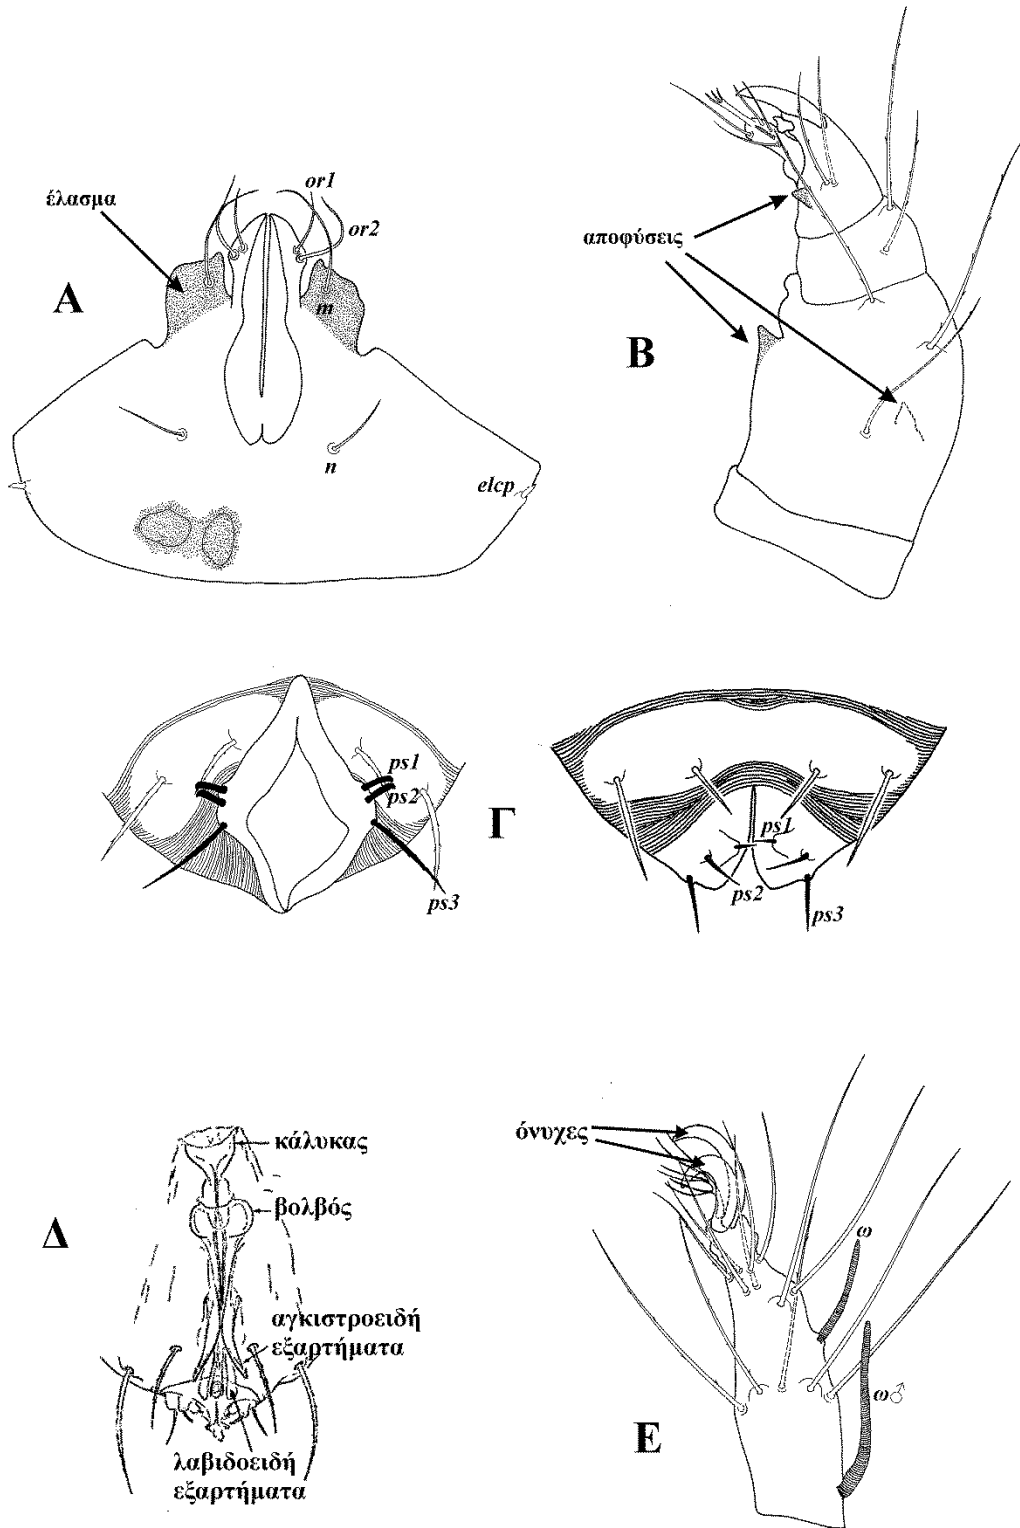 έλασμα
or1
or2
A
m
n
elcp
αποφύσεις
B
ps1
ps2
ps3
Γ
ps1
ps2
ps3
κάλυκας
βολβός
Δ
αγκιστροειδή
εξαρτήματα
λαβιδοειδή
εξαρτήματα
όνυχες
ω
ω♂
E